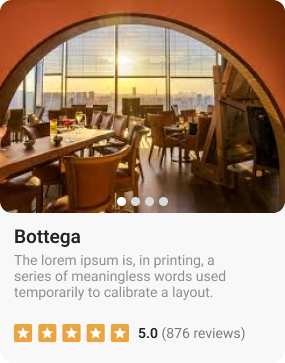 Bottega
The lorem ipsum is, in printing, a
series of meaningless words used
temporarily to calibrate a layout.
5.0 (876 reviews)